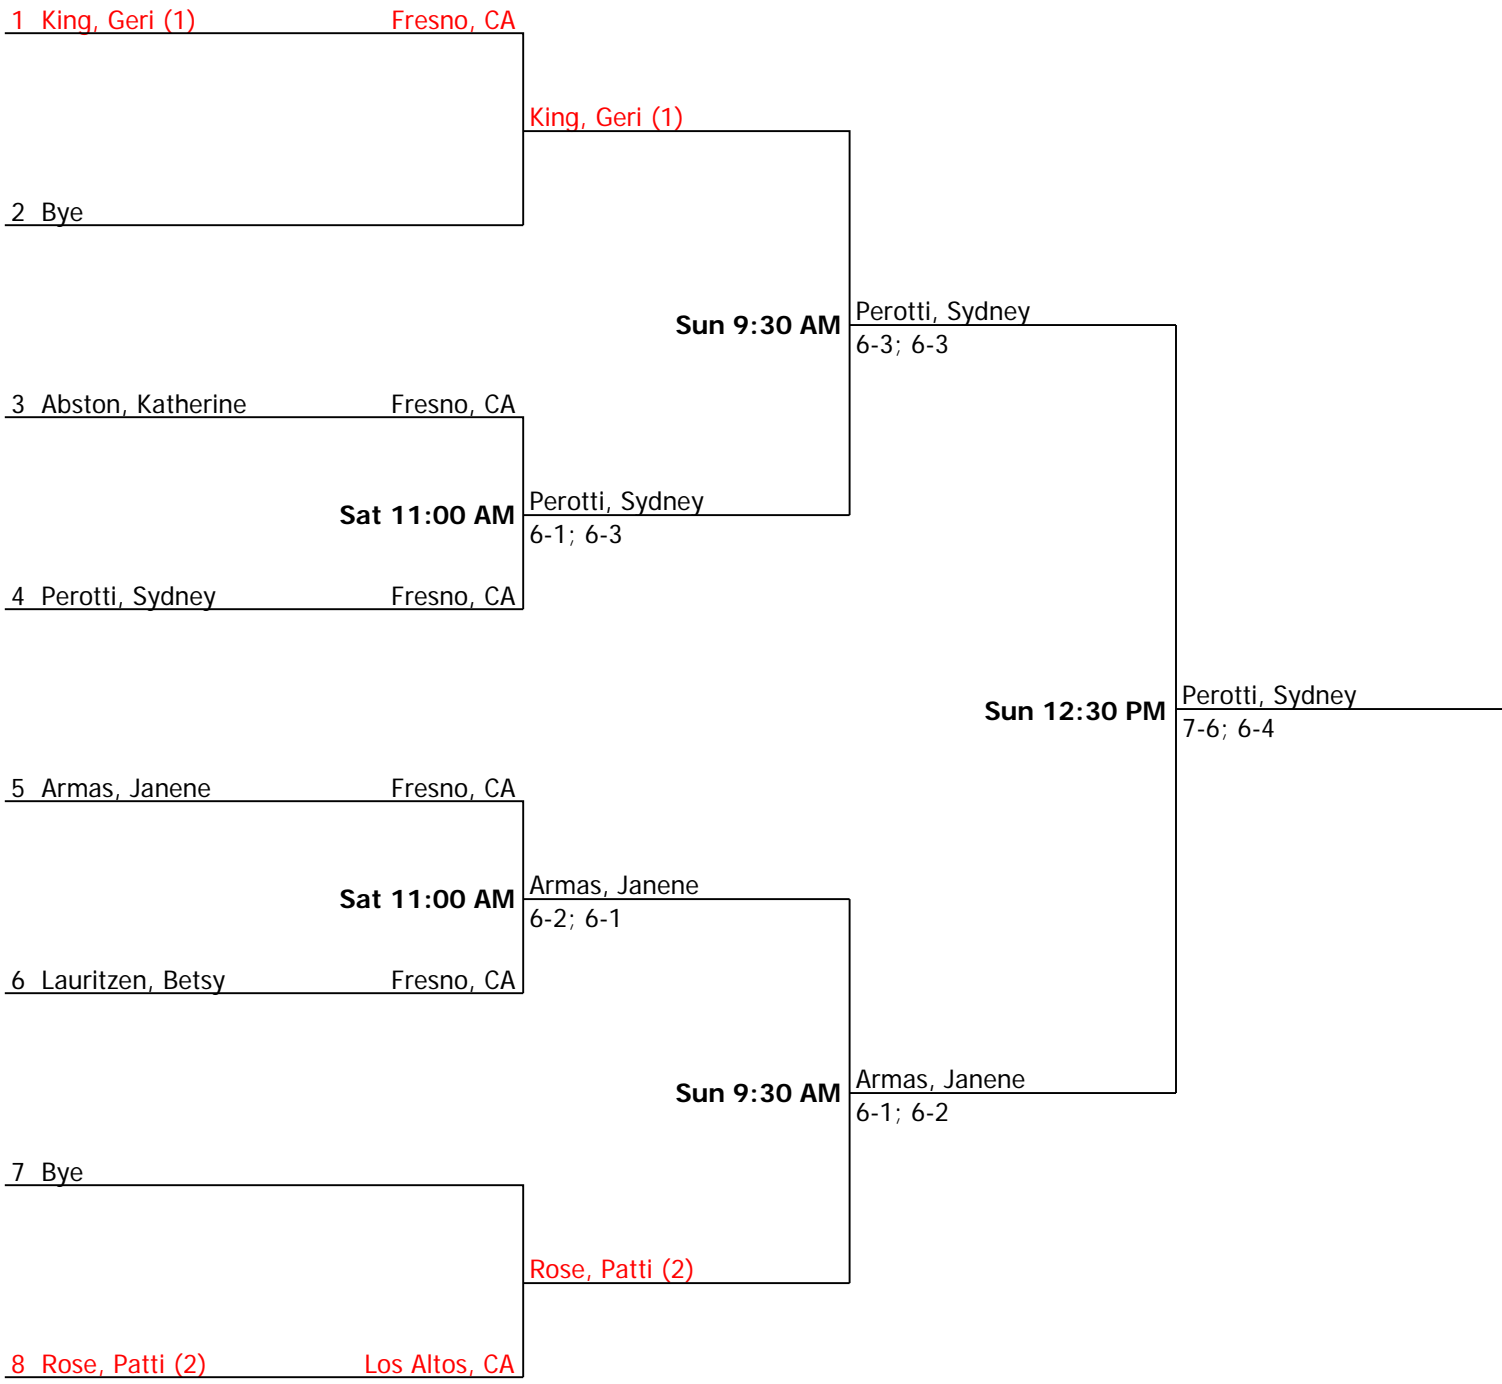 1 King, Geri (1) Fresno, CA
King, Geri (1)
2 Bye
Sun 9:30 AM Perotti, Sydney
6-3; 6-3
3 Abston, Katherine Fresno, CA
Sat 11:00 AM Perotti, Sydney
6-1; 6-3
4 Perotti, Sydney Fresno, CA
Sun 12:30 PM Perotti, Sydney
7-6; 6-4
5 Armas, Janene Fresno, CA
Sat 11:00 AM Armas, Janene
6-2; 6-1
6 Lauritzen, Betsy Fresno, CA
Sun 9:30 AM Armas, Janene
6-1; 6-2
7 Bye
Rose, Patti (2)
8 Rose, Patti (2) Los Altos, CA